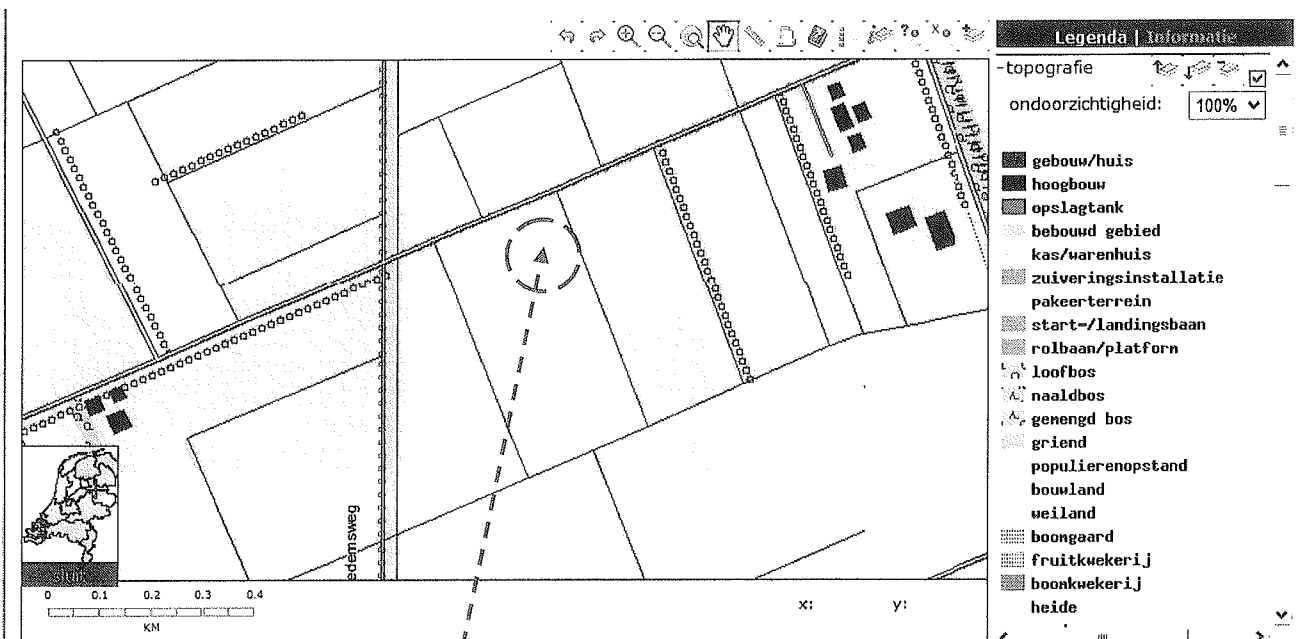 Legenda | Informatie
-topografie
ondoorzichtigheid: 100%
gebouw/huis
hoogbouw
opslagtank
bebouwd gebied
kas/warenhuis
zuiveringsinstallatie
pakeerterrein
start-/landingsbaan
rolbaan/platform
loofbos
naaldbos
gemengd bos
griend
populierenopstand
bouwland
weiland
boomgaard
fruitkwekerij
boomkwekerij
heide
edemsweg
sluit
0 0.1 0.2 0.3 0.4
KM
x: y: